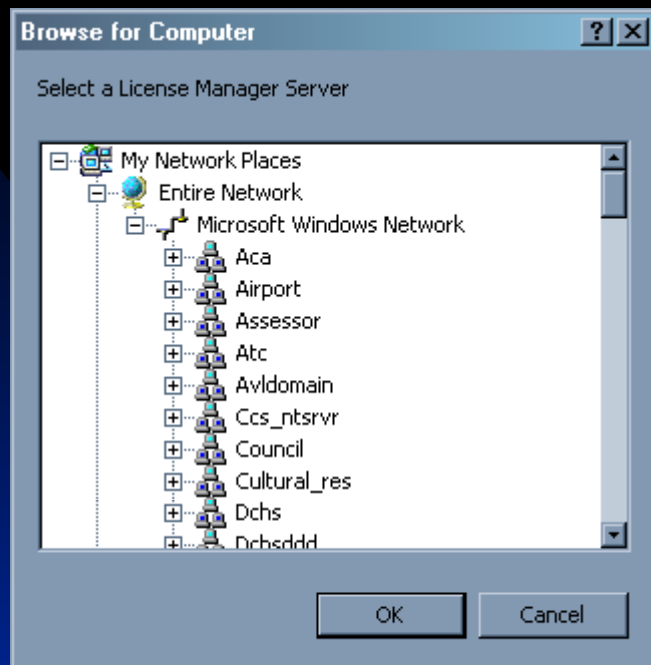 Browse for Computer
Select a License Manager Server
My Network Places
Entire Network
Microsoft Windows Network
Aca
Airport
Assessor
Atc
Avldomain
Ccs_ntsrvr
Council
Cultural_res
Dchs
Dchsddd
OK Cancel